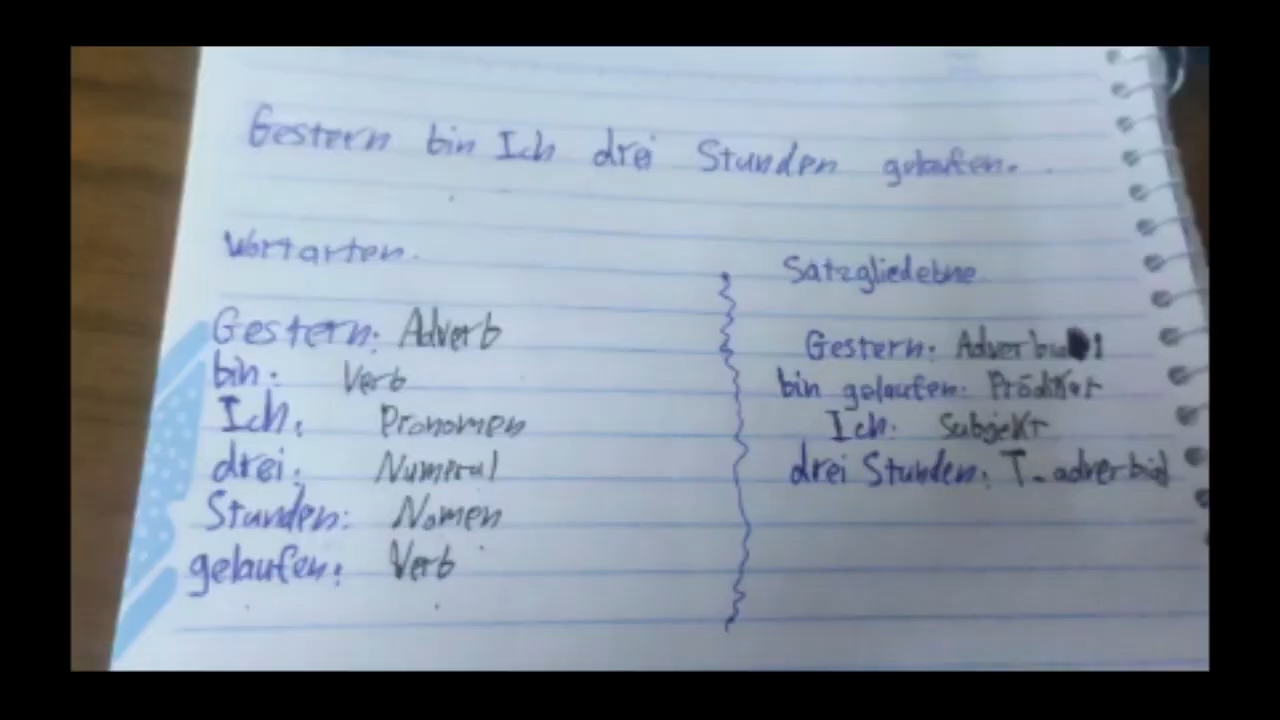 Gestern bin Ich drei Stunden gelaufen.
Wortarten.
Gestern: Adverb
bin: Verb
Ich: Pronomen
drei: Numeral
Stunden: Nomen
gelaufen: Verb
Satzgliedebne
Gestern: Adverbial
bin gelaufen: Prädikat
Ich: Subjekt
drei Stunden: T-adverbial